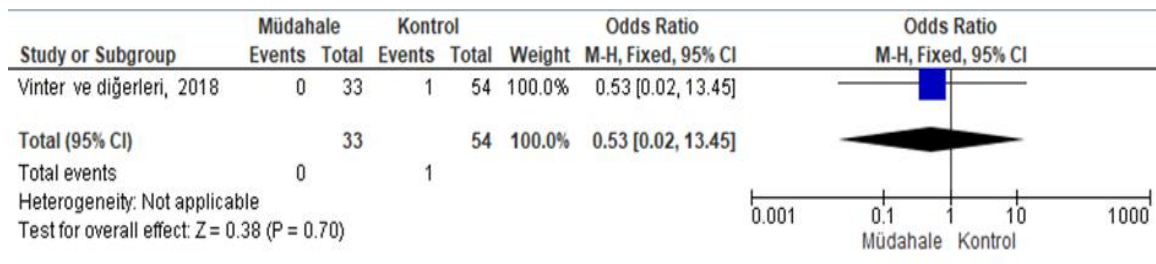 Müdahale Kontrol Odds Ratio Odds Ratio
Study or Subgroup Events Total Events Total Weight M-H, Fixed, 95% CI M-H, Fixed, 95% CI
Vinter ve diğerleri, 2018 0 33 1 54 100.0% 0.53 [0.02, 13.45]
Total (95% CI) 33 54 100.0% 0.53 [0.02, 13.45]
Total events 0 1
Heterogeneity: Not applicable
Test for overall effect: Z = 0.38 (P = 0.70)
0.001 0.1 1 10 1000
Müdahale Kontrol